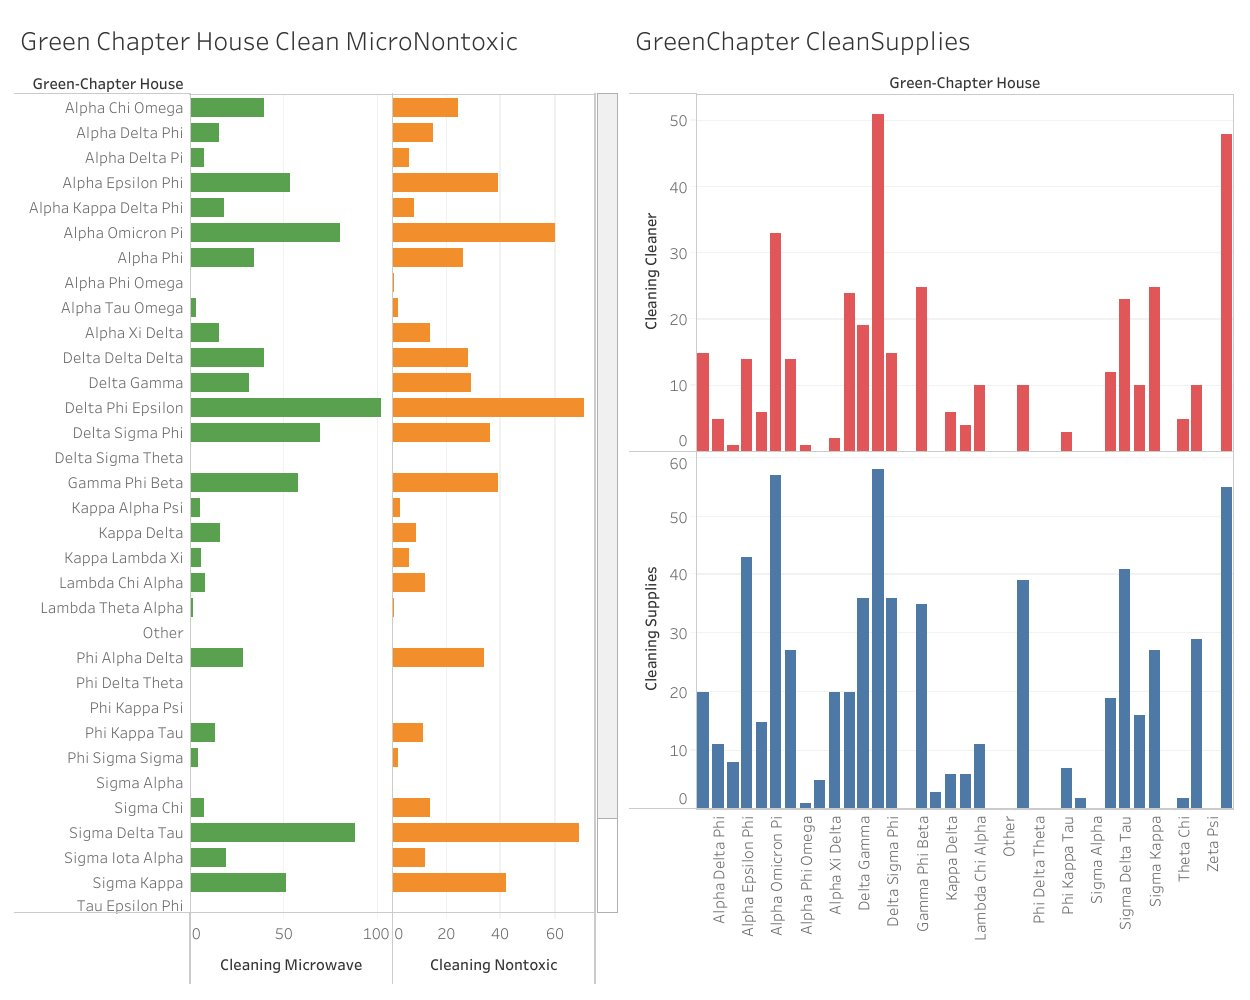 Green Chapter House Clean MicroNontoxic
Green-Chapter House
Alpha Chi Omega
Alpha Delta Phi
Alpha Delta Pi
Alpha Epsilon Phi
Alpha Kappa Delta Phi
Alpha Omicron Pi
Alpha Phi
Alpha Phi Omega
Alpha Tau Omega
Alpha Xi Delta
Delta Delta Delta
Delta Gamma
Delta Phi Epsilon
Delta Sigma Phi
Delta Sigma Theta
Gamma Phi Beta
Kappa Alpha Psi
Kappa Delta
Kappa Lambda Xi
Lambda Chi Alpha
Lambda Theta Alpha
Other
Phi Alpha Delta
Phi Delta Theta
Phi Kappa Psi
Phi Kappa Tau
Phi Sigma Sigma
Sigma Alpha
Sigma Chi
Sigma Delta Tau
Sigma Iota Alpha
Sigma Kappa
Tau Epsilon Phi
0 50 100 0 20 40 60
Cleaning Microwave Cleaning Nontoxic
GreenChapter CleanSupplies
Green-Chapter House
Cleaning Cleaner
50
40
30
20
10
0
Cleaning Supplies
60
50
40
30
20
10
0
Alpha Delta Phi
Alpha Epsilon Phi
Alpha Omicron Pi
Alpha Phi Omega
Alpha Xi Delta
Delta Gamma
Delta Sigma Phi
Gamma Phi Beta
Kappa Delta
Lambda Chi Alpha
Other
Phi Delta Theta
Phi Kappa Tau
Sigma Alpha
Sigma Delta Tau
Sigma Kappa
Theta Chi
Zeta Psi